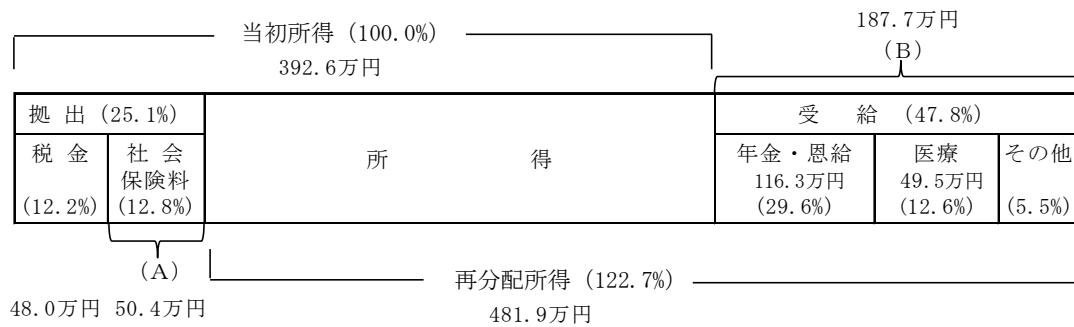 当初所得 (100.0%)
392.6万円
187.7万円
(B)
拠 出 (25.1%)
受 給 (47.8%)
税 金
(12.2%)
社 会
保険料
(12.8%)
所 得
年金・恩給
116.3万円
(29.6%)
医療
49.5万円
(12.6%)
その他
(5.5%)
(A)
48.0万円 50.4万円
再分配所得 (122.7%)
481.9万円